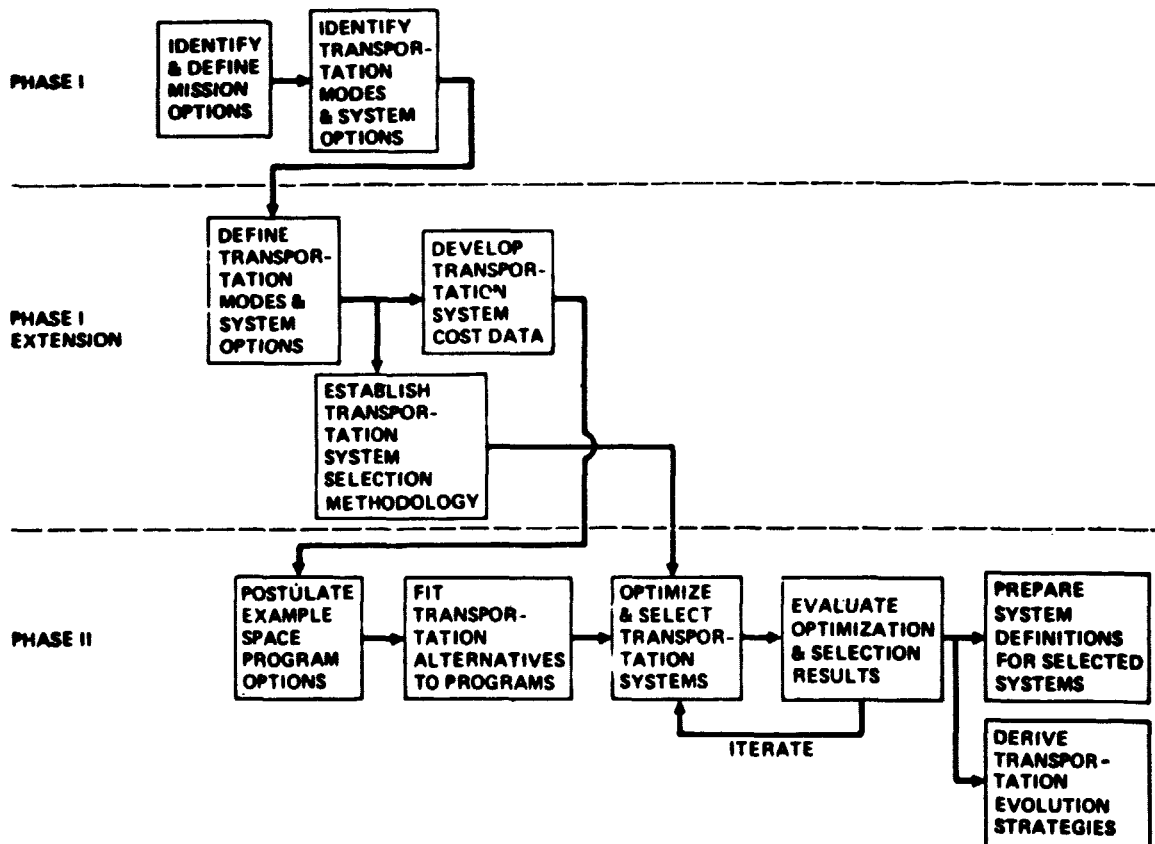 PHASE I
IDENTIFY
& DEFINE
MISSION
OPTIONS
IDENTIFY
TRANSPOR-
TATION
MODES
& SYSTEM
OPTIONS
PHASE I
EXTENSION
DEFINE
TRANSPOR-
TATION
MODES &
SYSTEM
OPTIONS
DEVELOP
TRANSPOR-
TATION
SYSTEM
COST DATA
ESTABLISH
TRANSPOR-
TATION
SYSTEM
SELECTION
METHODOLOGY
PHASE II
POSTULATE
EXAMPLE
SPACE
PROGRAM
OPTIONS
FIT
TRANSPOR-
TATION
ALTERNATIVES
TO PROGRAMS
OPTIMIZE
& SELECT
TRANSPOR-
TATION
SYSTEMS
EVALUATE
OPTIMIZATION
& SELECTION
RESULTS
ITERATE
PREPARE
SYSTEM
DEFINITIONS
FOR SELECTED
SYSTEMS
DERIVE
TRANSPOR-
TATION
EVOLUTION
STRATEGIES